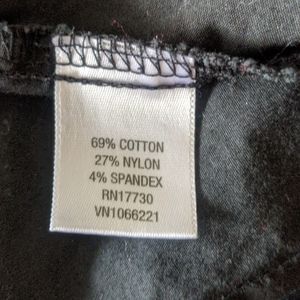 69% COTTON
27% NYLON
4% SPANDEX
RN17730
VN1066221